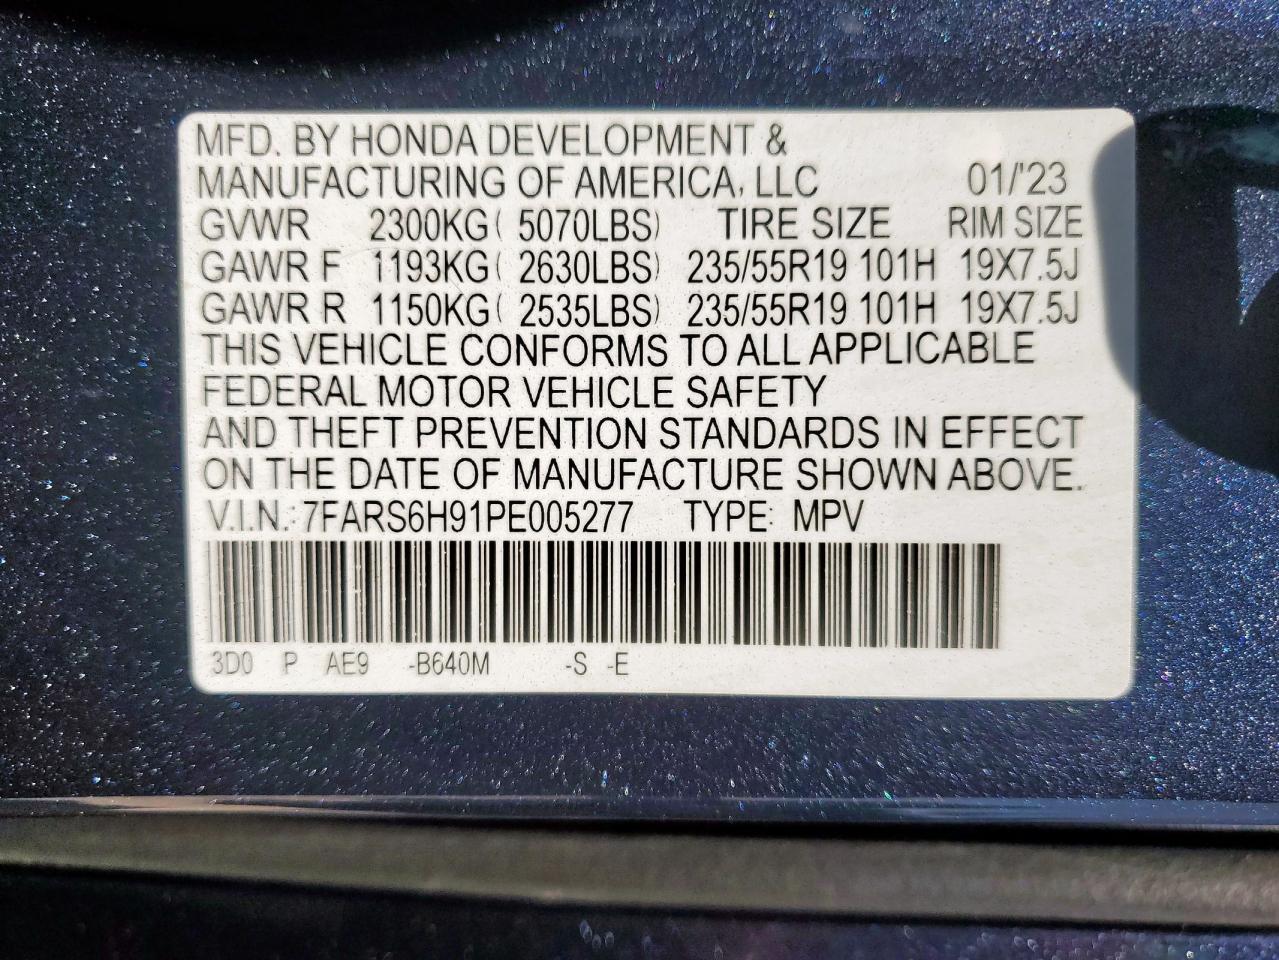 MFD. BY HONDA DEVELOPMENT &
MANUFACTURING OF AMERICA, LLC 01/'23
GVWR 2300KG( 5070LBS) TIRE SIZE RIM SIZE
GAWR F 1193KG( 2630LBS) 235/55R19 101H 19X7.5J
GAWR R 1150KG( 2535LBS) 235/55R19 101H 19X7.5J
THIS VEHICLE CONFORMS TO ALL APPLICABLE
FEDERAL MOTOR VEHICLE SAFETY
AND THEFT PREVENTION STANDARDS IN EFFECT
ON THE DATE OF MANUFACTURE SHOWN ABOVE.
V.I.N.: 7FARS6H91PE005277 TYPE: MPV
3D0 P AE9 -B640M -S -E